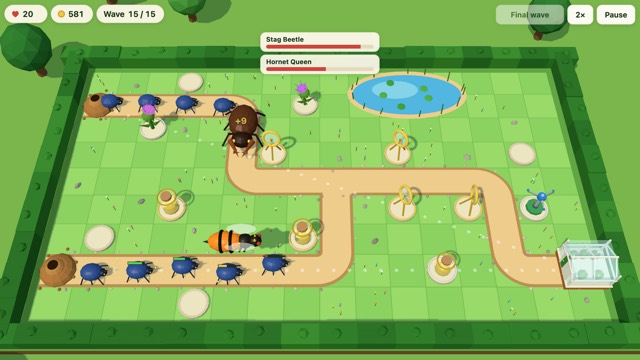 20
581
Wave 15 / 15
Final wave
2×
Pause
Stag Beetle
Hornet Queen
+9